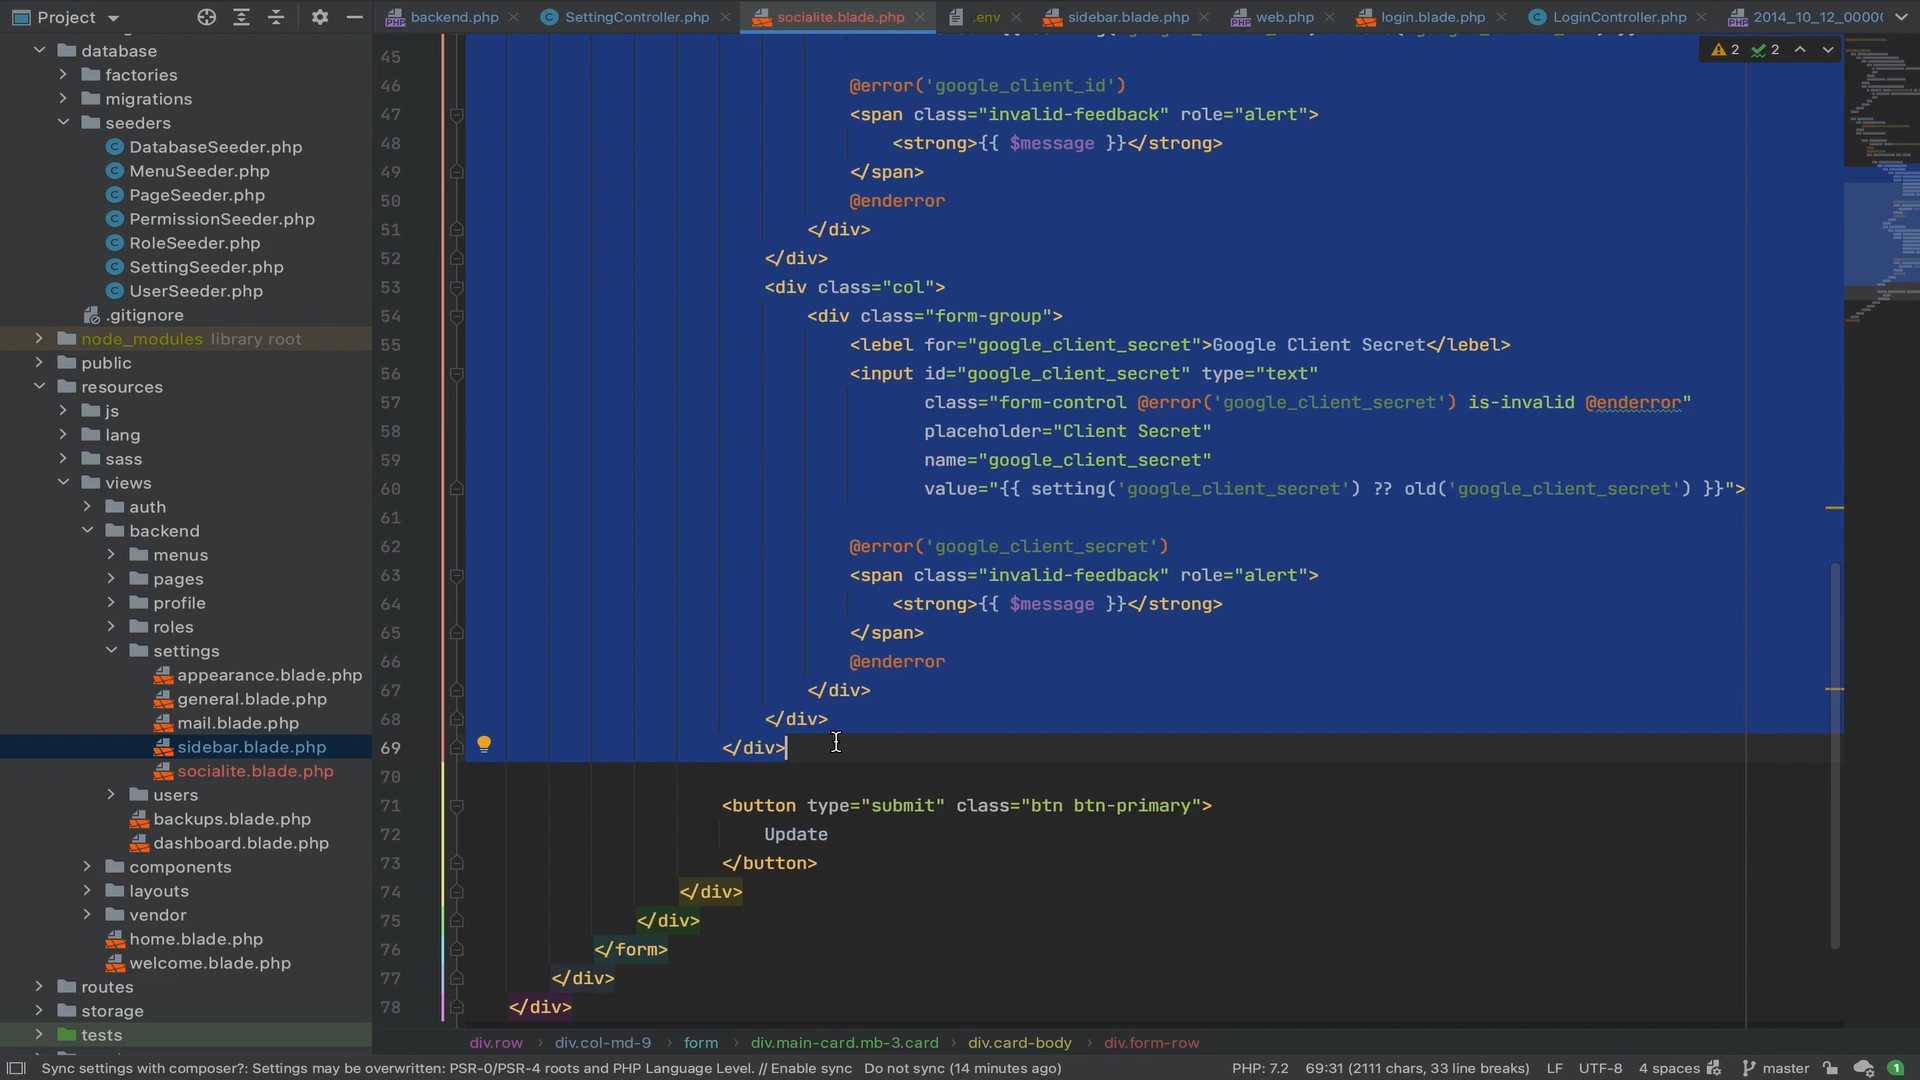 Project
backend.php
SettingController.php
socialite.blade.php
.env
sidebar.blade.php
web.php
login.blade.php
LoginController.php
2014_10_12_0000
database
factories
migrations
seeders
DatabaseSeeder.php
MenuSeeder.php
PageSeeder.php
PermissionSeeder.php
RoleSeeder.php
SettingSeeder.php
UserSeeder.php
.gitignore
node_modules library root
public
resources
js
lang
sass
views
auth
backend
menus
pages
profile
roles
settings
appearance.blade.php
general.blade.php
mail.blade.php
sidebar.blade.php
socialite.blade.php
users
backups.blade.php
dashboard.blade.php
components
layouts
vendor
home.blade.php
welcome.blade.php
routes
storage
tests
2 2
45
46 @error('google_client_id')
47 <span class="invalid-feedback" role="alert">
48 <strong>{{ $message }}</strong>
49 </span>
50 @enderror
51 </div>
52 </div>
53 <div class="col">
54 <div class="form-group">
55 <lebel for="google_client_secret">Google Client Secret</lebel>
56 <input id="google_client_secret" type="text"
57 class="form-control @error('google_client_secret') is-invalid @enderror"
58 placeholder="Client Secret"
59 name="google_client_secret"
60 value="{{ setting('google_client_secret') ?? old('google_client_secret') }}">
61
62 @error('google_client_secret')
63 <span class="invalid-feedback" role="alert">
64 <strong>{{ $message }}</strong>
65 </span>
66 @enderror
67 </div>
68 </div>
69 </div>
70
71 <button type="submit" class="btn btn-primary">
72 Update
73 </button>
74 </div>
75 </div>
76 </form>
77 </div>
78 </div>
div.row › div.col-md-9 › form › div.main-card.mb-3.card › div.card-body › div.form-row
Sync settings with composer?: Settings may be overwritten: PSR-0/PSR-4 roots and PHP Language Level. // Enable sync Do not sync (14 minutes ago)
PHP: 7.2 69:31 (2111 chars, 33 line breaks) LF UTF-8 4 spaces master 1